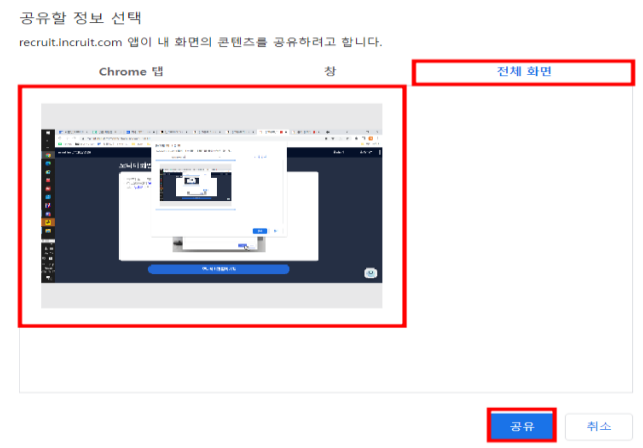 공유할 정보 선택
recruit.incruit.com 앱이 내 화면의 콘텐츠를 공유하려고 합니다.
Chrome 탭 창 전체 화면
공유 취소